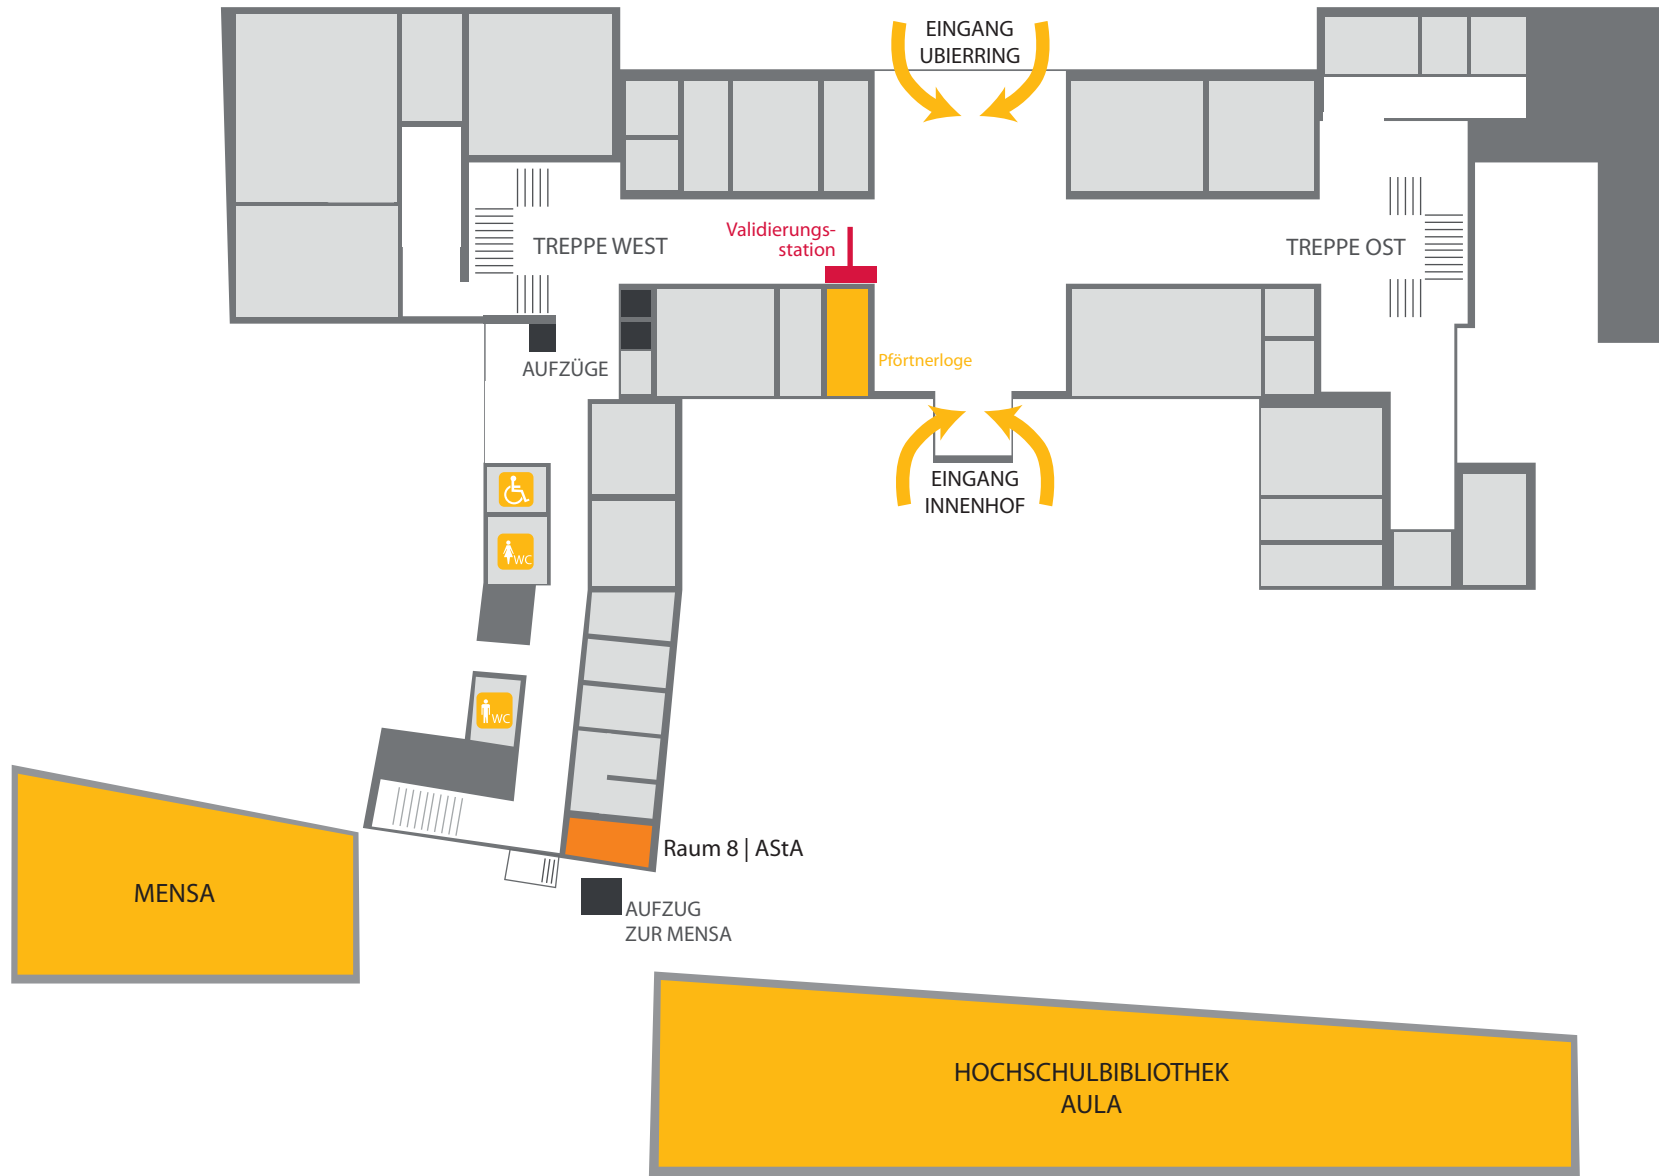 EINGANG
UBIERRING
Validierungs-
station
TREPPE WEST
TREPPE OST
AUFZÜGE
Pförtnerloge
EINGANG
INNENHOF
WC
WC
Raum 8 | AStA
MENSA
AUFZUG
ZUR MENSA
HOCHSCHULBIBLIOTHEK
AULA